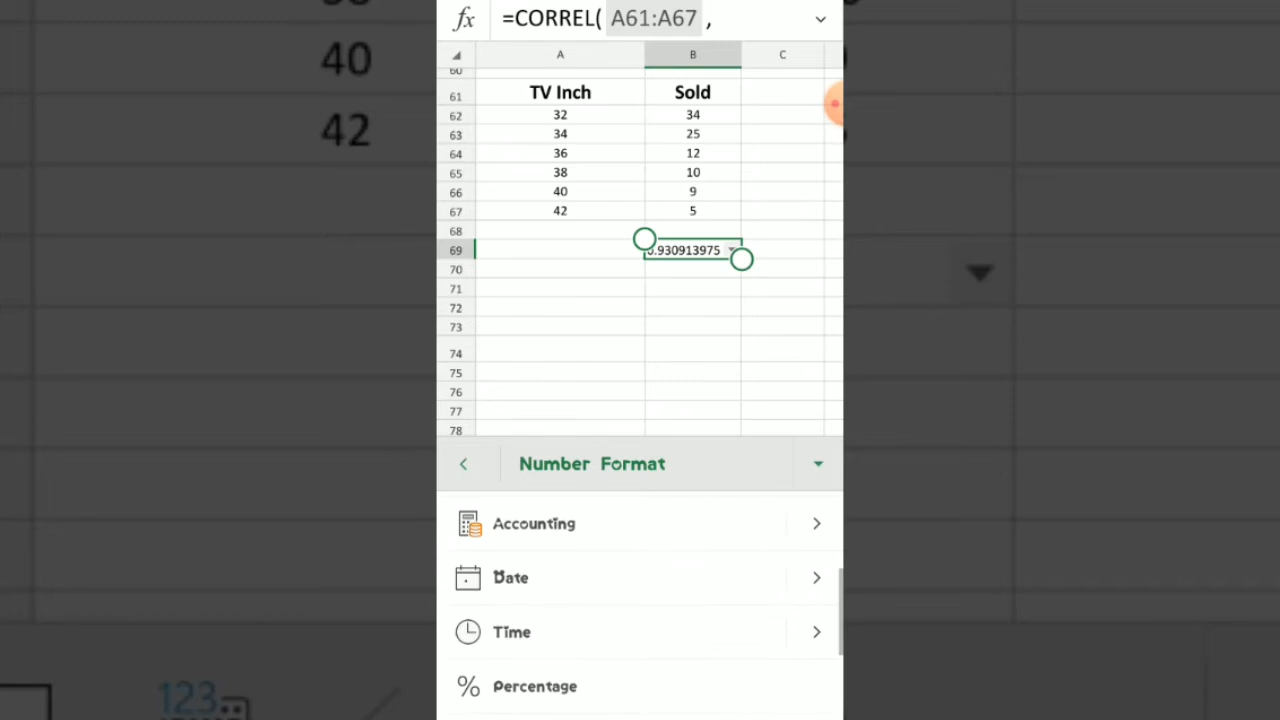 fx =CORREL( A61:A67 ,
A B C
60
61 TV Inch Sold
62 32 34
63 34 25
64 36 12
65 38 10
66 40 9
67 42 5
68
69 0.930913975
70
71
72
73
74
75
76
77
78
Number Format
Accounting
Date
Time
% Percentage
40
42
123